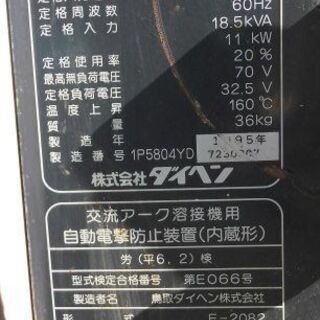 定格周波数 60Hz
定格入力 18.5kVA
11 kW
定格使用率 20 %
最高無負荷電圧 70 V
定格負荷電圧 32.5 V
温度上昇 160℃
質量 36kg
製造年 1995年
製造番号 1P5804YD
株式会社ダイヘン
交流アーク溶接機用
自動電撃防止装置(内蔵形)
労(平6.2)検
型式検定合格番号 第E066号
製造者名 鳥取ダイヘン株式会社
形式 E-2082